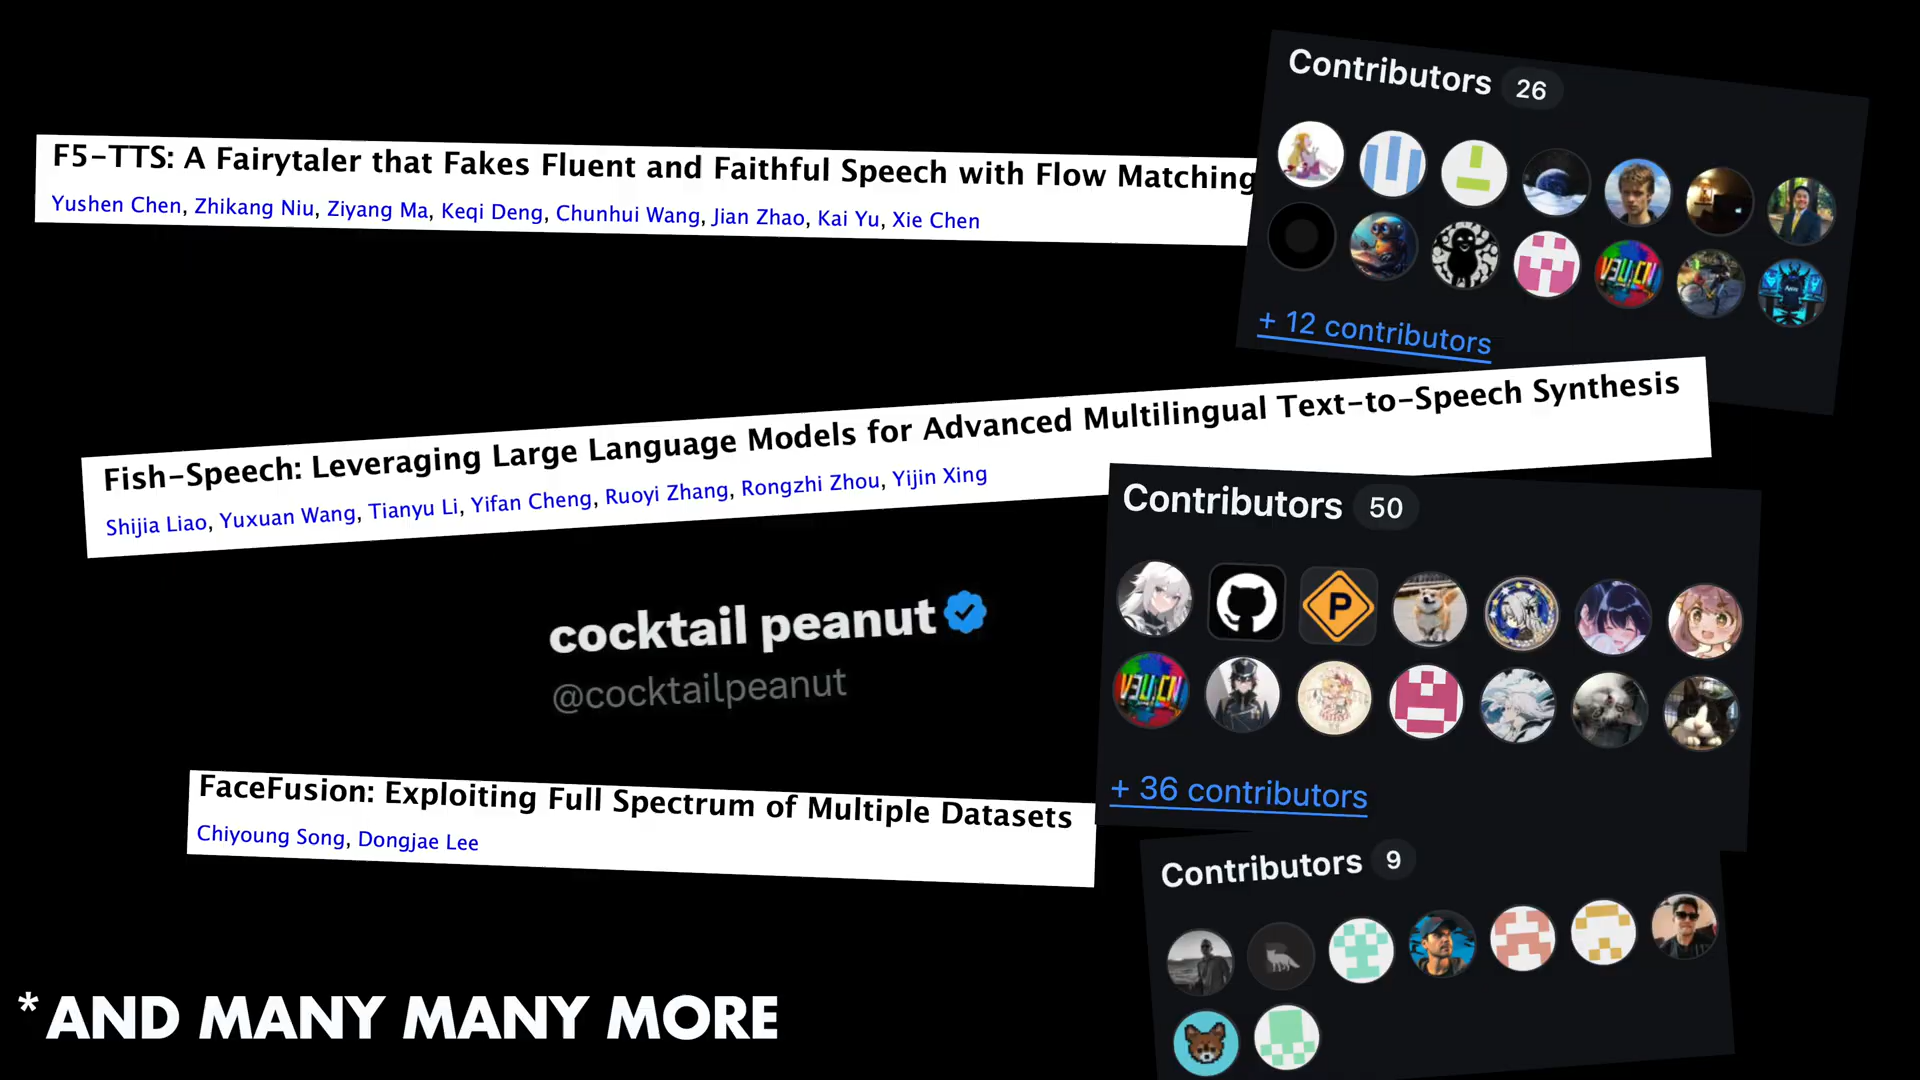 Contributors 26
F5-TTS: A Fairytaler that Fakes Fluent and Faithful Speech with Flow Matching
Yushen Chen, Zhikang Niu, Ziyang Ma, Keqi Deng, Chunhui Wang, Jian Zhao, Kai Yu, Xie Chen
V3U.CN
+ 12 contributors
Fish-Speech: Leveraging Large Language Models for Advanced Multilingual Text-to-Speech Synthesis
Shijia Liao, Yuxuan Wang, Tianyu Li, Yifan Cheng, Ruoyi Zhang, Rongzhi Zhou, Yijin Xing
Contributors 50
P
cocktail peanut
@cocktailpeanut
V3U.CN
+ 36 contributors
FaceFusion: Exploiting Full Spectrum of Multiple Datasets
Chiyoung Song, Dongjae Lee
Contributors 9
*AND MANY MANY MORE